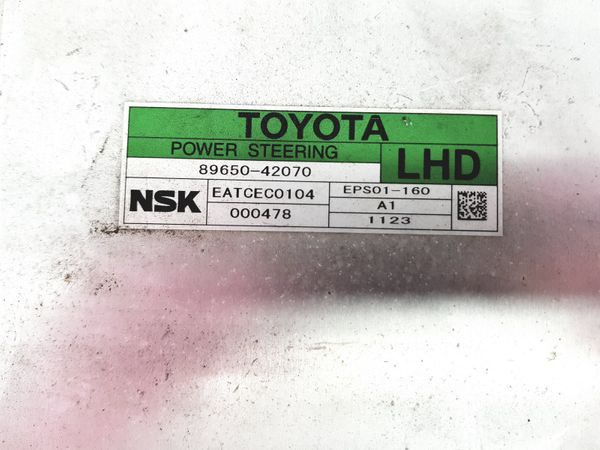 TOYOTA
POWER STEERING
LHD
89650-42070
NSK
EATCEC0104
EPS01-160
000478
A1
1123